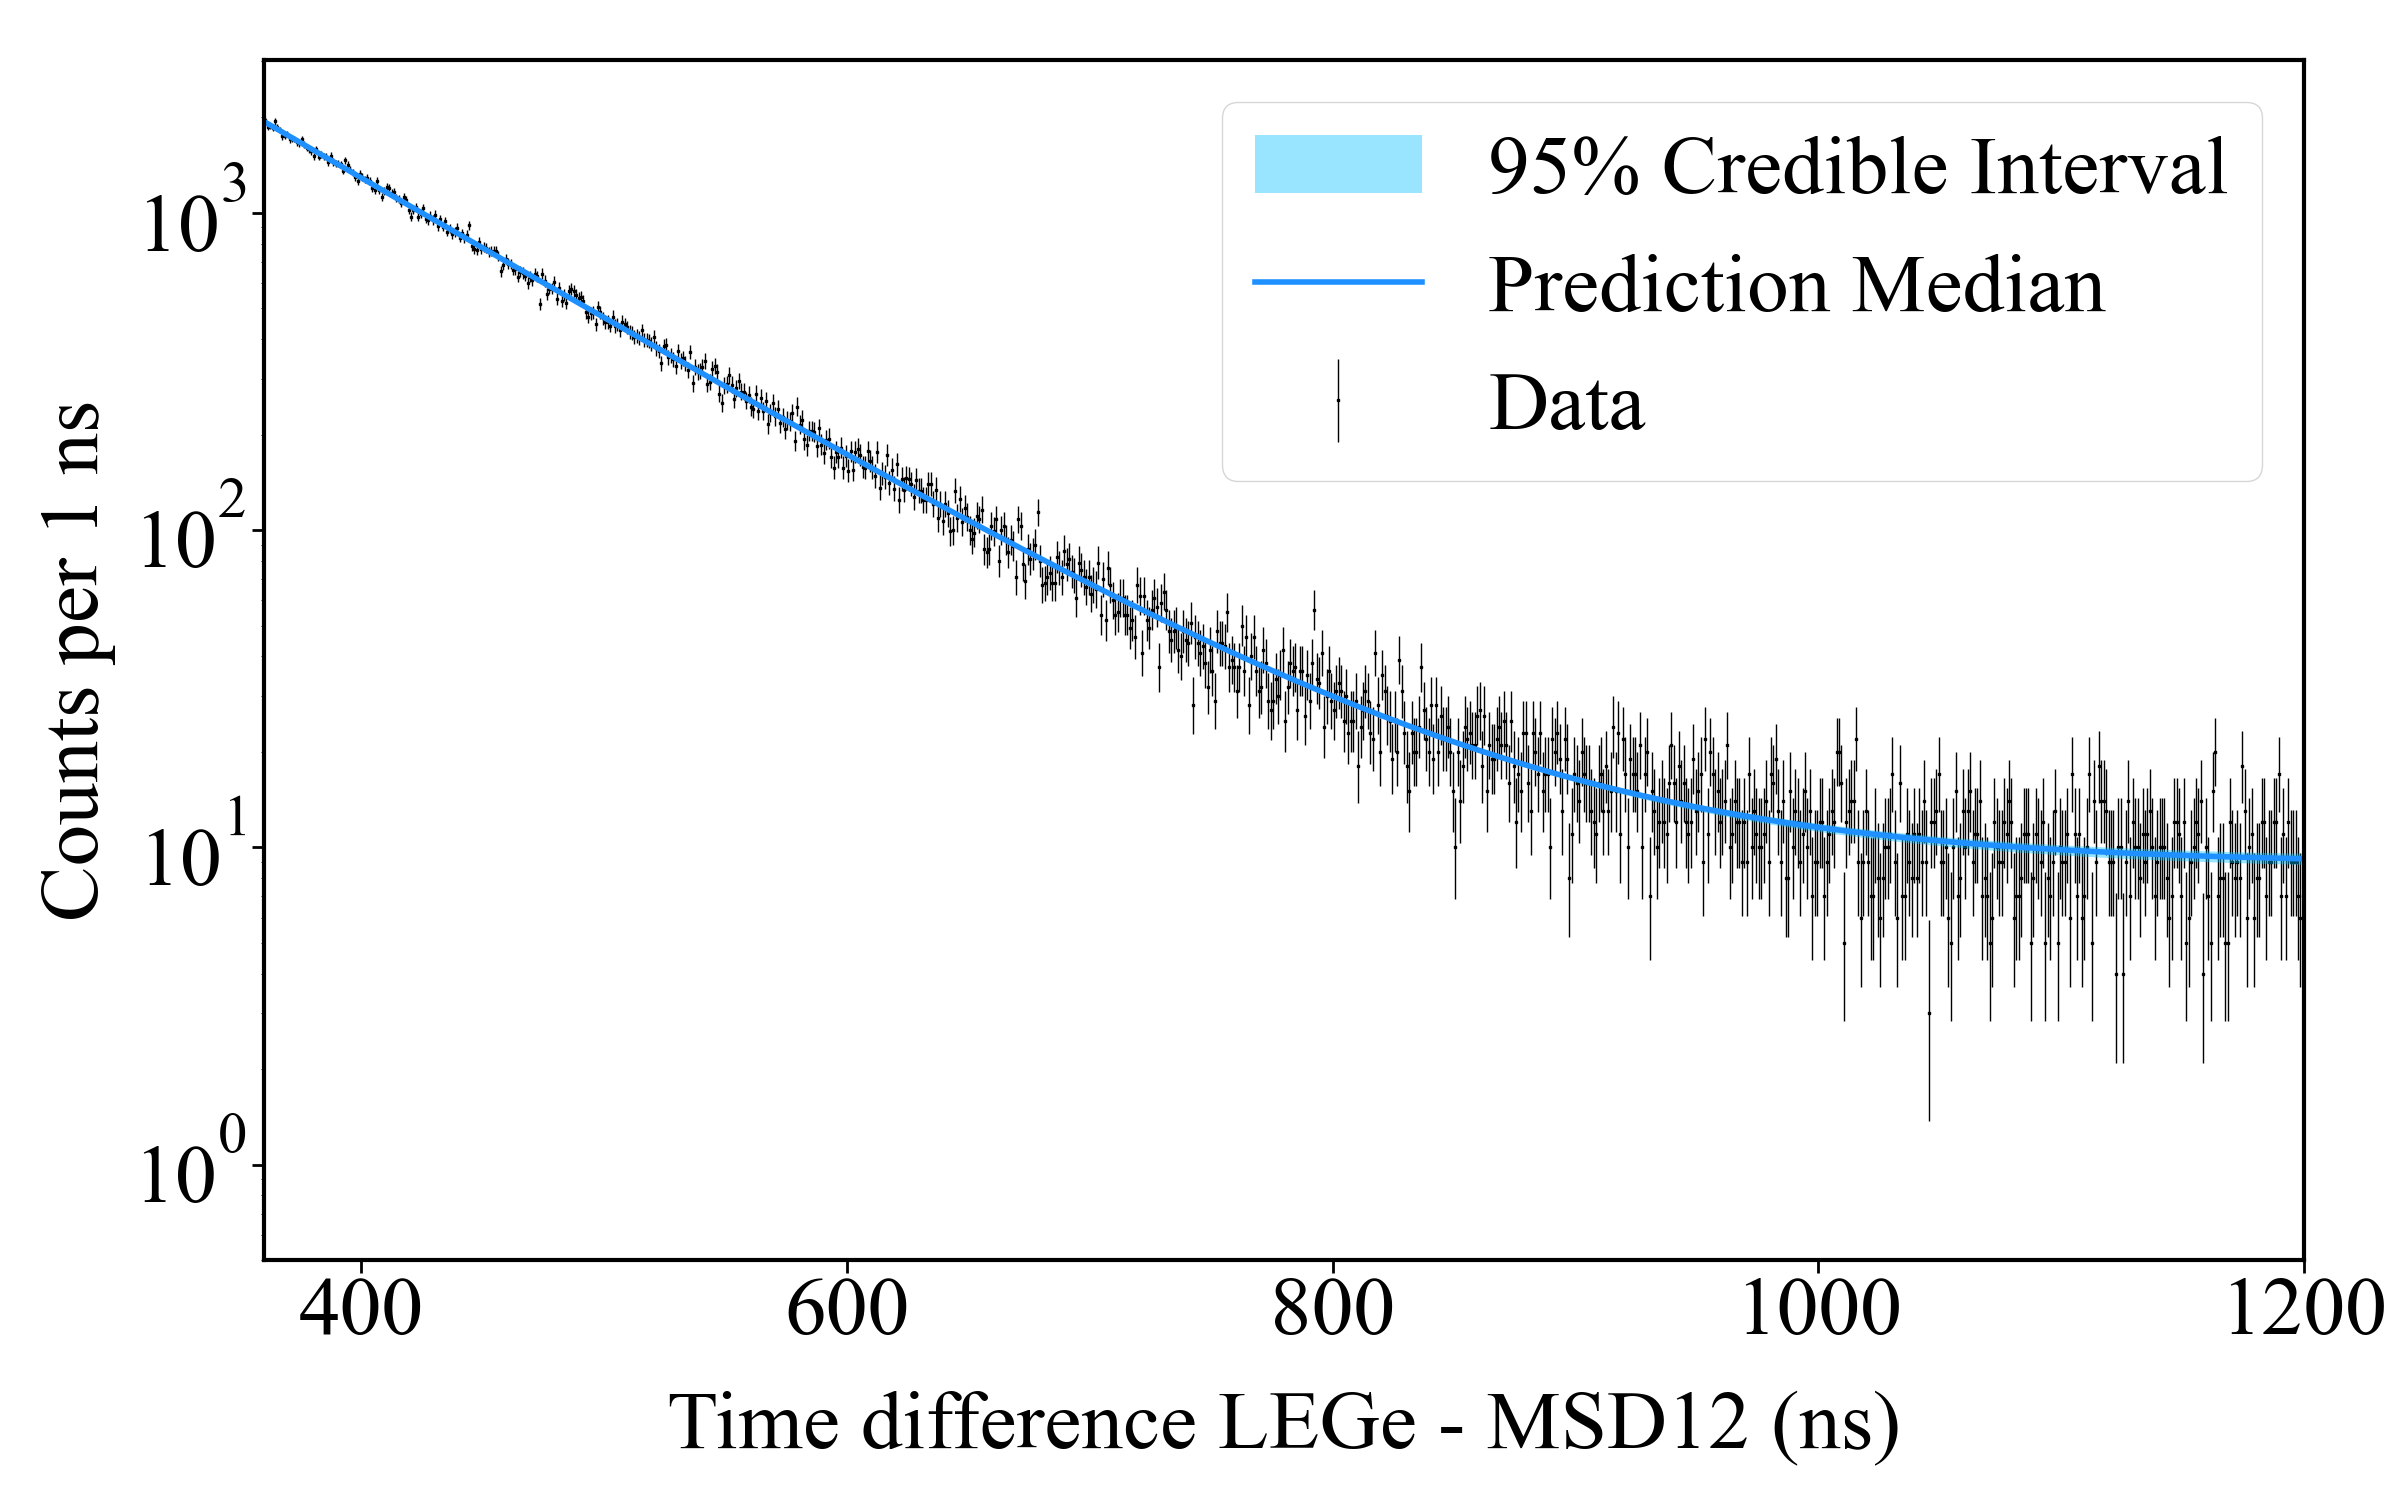 95% Credible Interval
Prediction Median
Data
Counts per 1 ns
10^3
10^2
10^1
10^0
400 600 800 1000 1200
Time difference LEGe - MSD12 (ns)